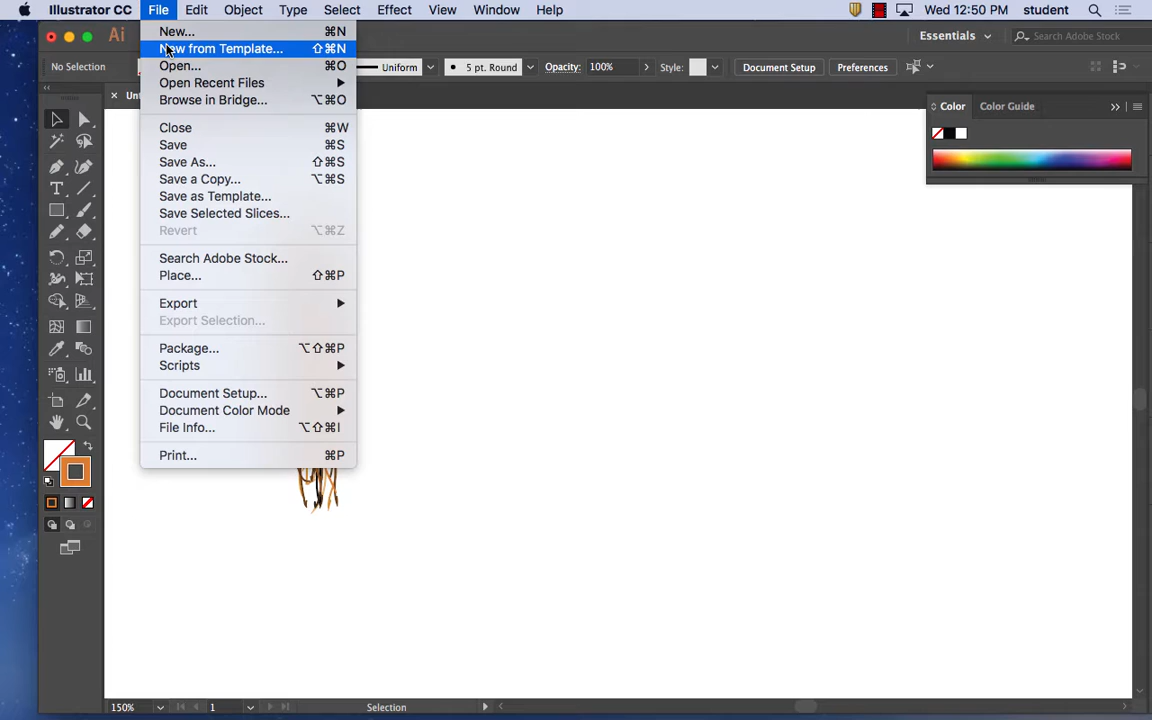 Illustrator CC File Edit Object Type Select Effect View Window Help Wed 12:50 PM student
Ai Essentials Search Adobe Stock
No Selection Uniform 5 pt. Round Opacity: 100% Style: Document Setup Preferences
New... ⌘N
New from Template... ⇧⌘N
Open... ⌘O
Open Recent Files
Browse in Bridge... ⌥⌘O
Close ⌘W
Save ⌘S
Save As... ⇧⌘S
Save a Copy... ⌥⌘S
Save as Template...
Save Selected Slices...
Revert ⌥⌘Z
Search Adobe Stock...
Place... ⇧⌘P
Export
Export Selection...
Package... ⌥⇧⌘P
Scripts
Document Setup... ⌥⌘P
Document Color Mode
File Info... ⌥⇧⌘I
Print... ⌘P
Color Color Guide
150% 1 Selection